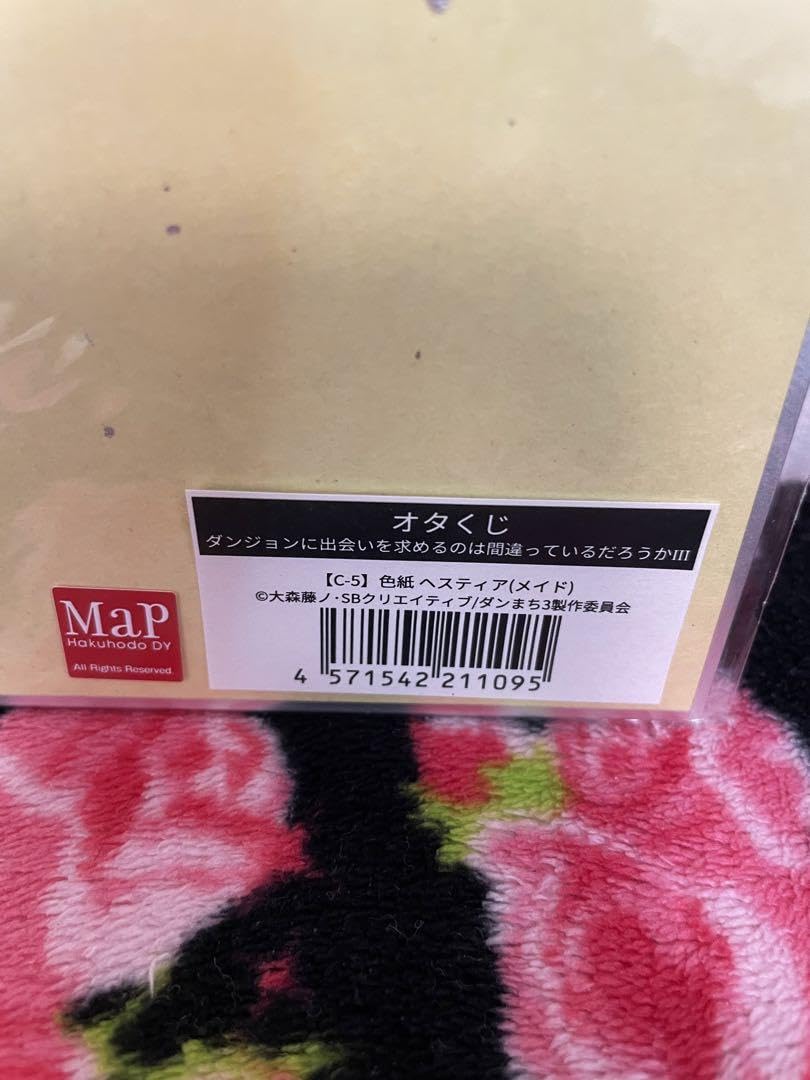 オタくじ
ダンジョンに出会いを求めるのは間違っているだろうかIII
【C-5】色紙 ヘスティア(メイド)
©大森藤ノ・SBクリエイティブ/ダンまち3製作委員会
4 571542 211095
MaP
Hakuhodo DY
All Rights Reserved.